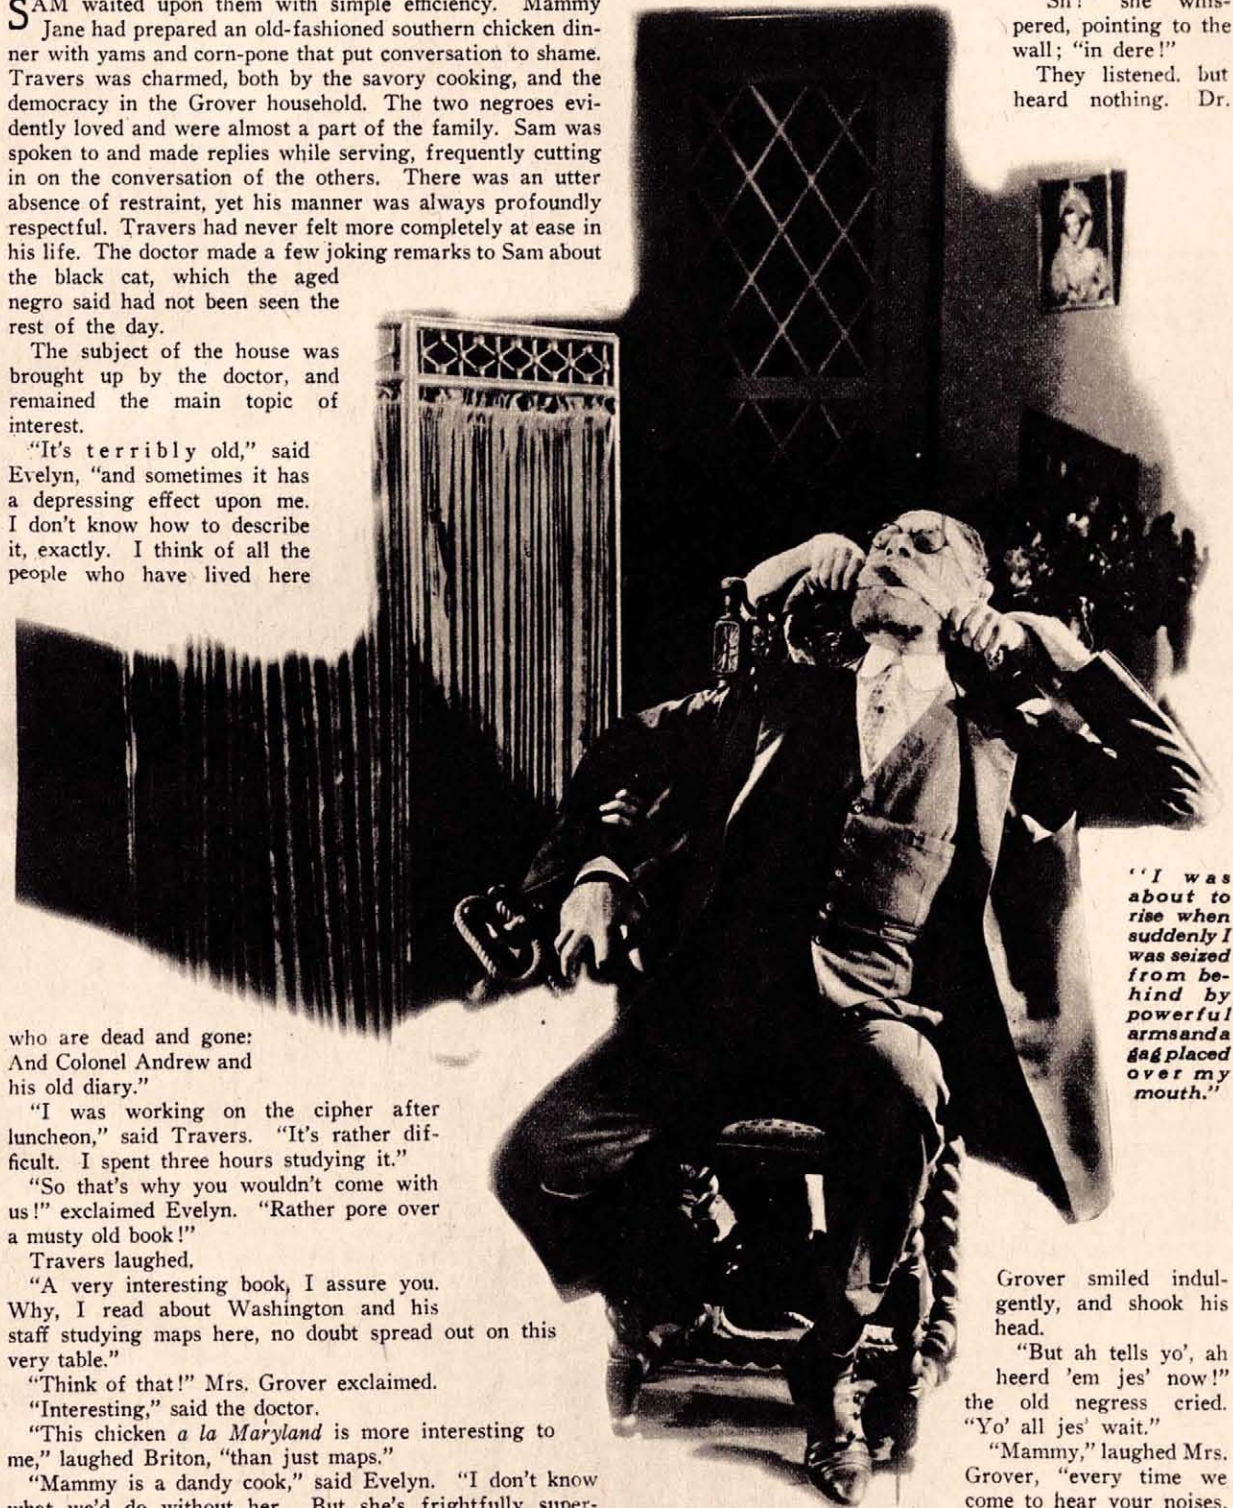 SAM waited upon them with simple efficiency. Mammy
Jane had prepared an old-fashioned southern chicken din-
ner with yams and corn-pone that put conversation to shame.
Travers was charmed, both by the savory cooking, and the
democracy in the Grover household. The two negroes evi-
dently loved and were almost a part of the family. Sam was
spoken to and made replies while serving, frequently cutting
in on the conversation of the others. There was an utter
absence of restraint, yet his manner was always profoundly
respectful. Travers had never felt more completely at ease in
his life. The doctor made a few joking remarks to Sam about
the black cat, which the aged
negro said had not been seen the
rest of the day.
The subject of the house was
brought up by the doctor, and
remained the main topic of
interest.
"It's terribly old," said
Evelyn, "and sometimes it has
a depressing effect upon me.
I don't know how to describe
it, exactly. I think of all the
people who have lived here
who are dead and gone:
And Colonel Andrew and
his old diary."
"I was working on the cipher after
luncheon," said Travers. "It's rather dif-
ficult. I spent three hours studying it."
"So that's why you wouldn't come with
us!" exclaimed Evelyn. "Rather pore over
a musty old book!"
Travers laughed,
"A very interesting book, I assure you.
Why, I read about Washington and his
staff studying maps here, no doubt spread out on this
very table."
"Think of that!" Mrs. Grover exclaimed.
"Interesting," said the doctor.
"This chicken a la Maryland is more interesting to
me," laughed Briton, "than just maps."
"Mammy is a dandy cook," said Evelyn. "I don't know
what we'd do without her. But she's frightfully super-
"Sh!" she whis-
pered, pointing to the
wall; "in dere!"
They listened, but
heard nothing. Dr.
"I was
about to
rise when
suddenly I
was seized
from be-
hind by
powerful
arms and a
gag placed
over my
mouth."
Grover smiled indul-
gently, and shook his
head.
"But ah tells yo', ah
heerd 'em jes' now!"
the old negress cried.
"Yo' all jes' wait."
"Mammy," laughed Mrs.
Grover, "every time we
come to hear your noises,